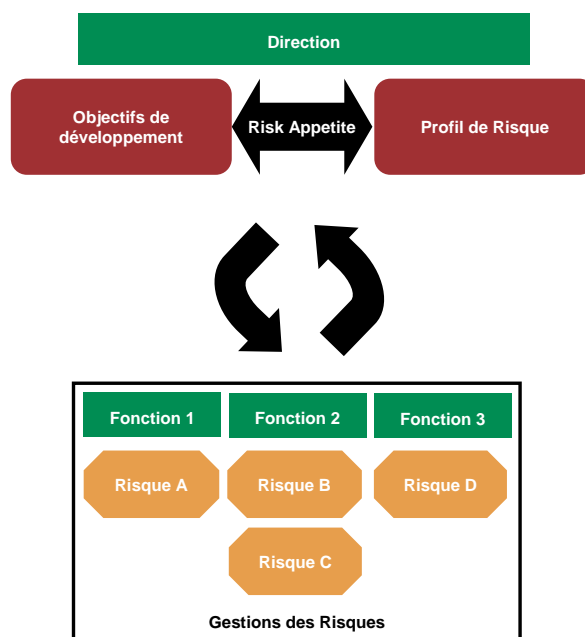 Direction
Objectifs de
développement
Risk Appetite
Profil de Risque
Fonction 1
Fonction 2
Fonction 3
Risque A
Risque B
Risque D
Risque C
Gestions des Risques